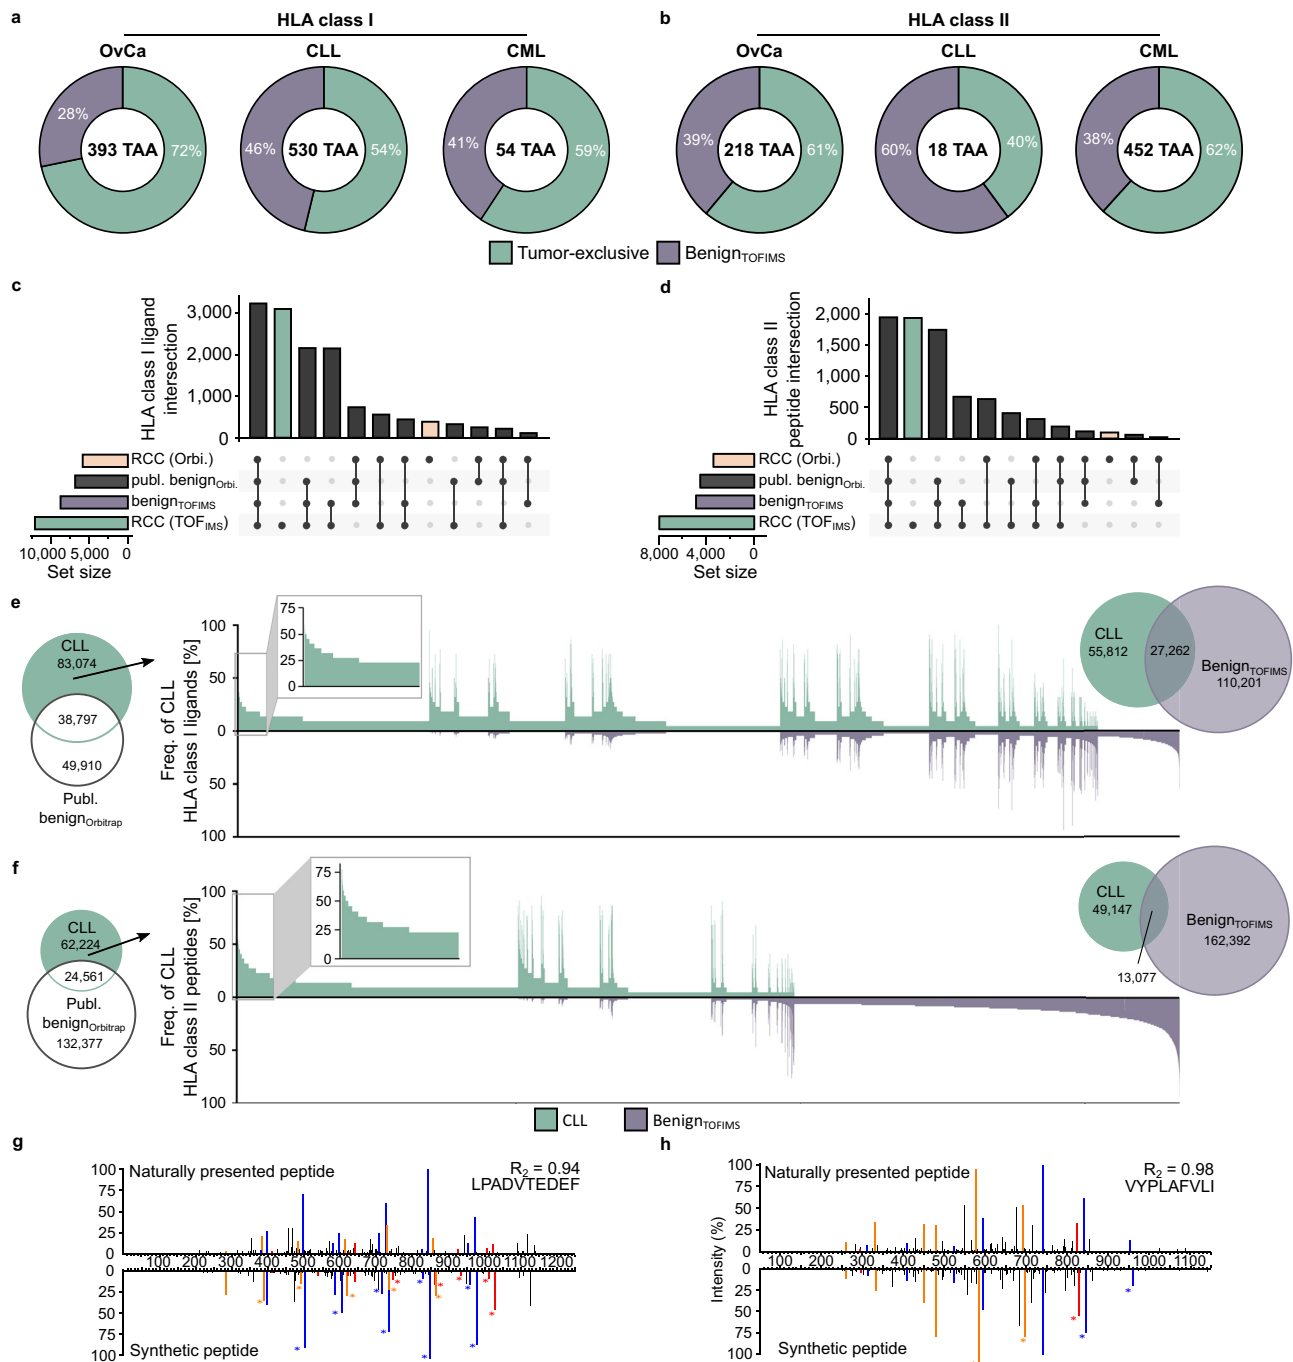 a
HLA class I
OvCa CLL CML
28% 393 TAA 72%
46% 530 TAA 54%
41% 54 TAA 59%
b
HLA class II
OvCa CLL CML
39% 218 TAA 61%
60% 18 TAA 40%
38% 452 TAA 62%
Tumor-exclusive BenignTOFIMS
c
HLA class I ligand
intersection
3,000
2,000
1,000
0
RCC (Orbi.)
publ. benignOrbi.
benignTOFIMS
RCC (TOFIMS)
10,000 5,000 0
Set size
d
HLA class II
peptide intersection
2,000
1,500
1,000
500
0
RCC (Orbi.)
publ. benignOrbi.
benignTOFIMS
RCC (TOFIMS)
8,000 4,000 0
Set size
e
CLL
83,074
38,797
49,910
Publ.
benignOrbitrap
Freq. of CLL
HLA class I ligands [%]
100
50
0
50
100
75
50
25
0
CLL
55,812
27,262
BenignTOFIMS
110,201
f
CLL
62,224
24,561
Publ.
benignOrbitrap
132,377
Freq. of CLL
HLA class II peptides [%]
100
50
0
50
100
75
50
25
0
CLL
49,147
BenignTOFIMS
162,392
13,077
CLL BenignTOFIMS
g
Naturally presented peptide
R2 = 0.94
LPADVTEDEF
100
75
50
25
0
100 200 300 400 500 600 700 800 900 1000 1100 1200
0
25
50
75
100
* * * * * * * * * * * * * * * *
Synthetic peptide
h
Naturally presented peptide
R2 = 0.98
VYPLAFVLI
Intensity (%)
100
75
50
25
0
100 200 300 400 500 600 700 800 900 1000 1100
0
25
50
75
100
* * * *
Synthetic peptide